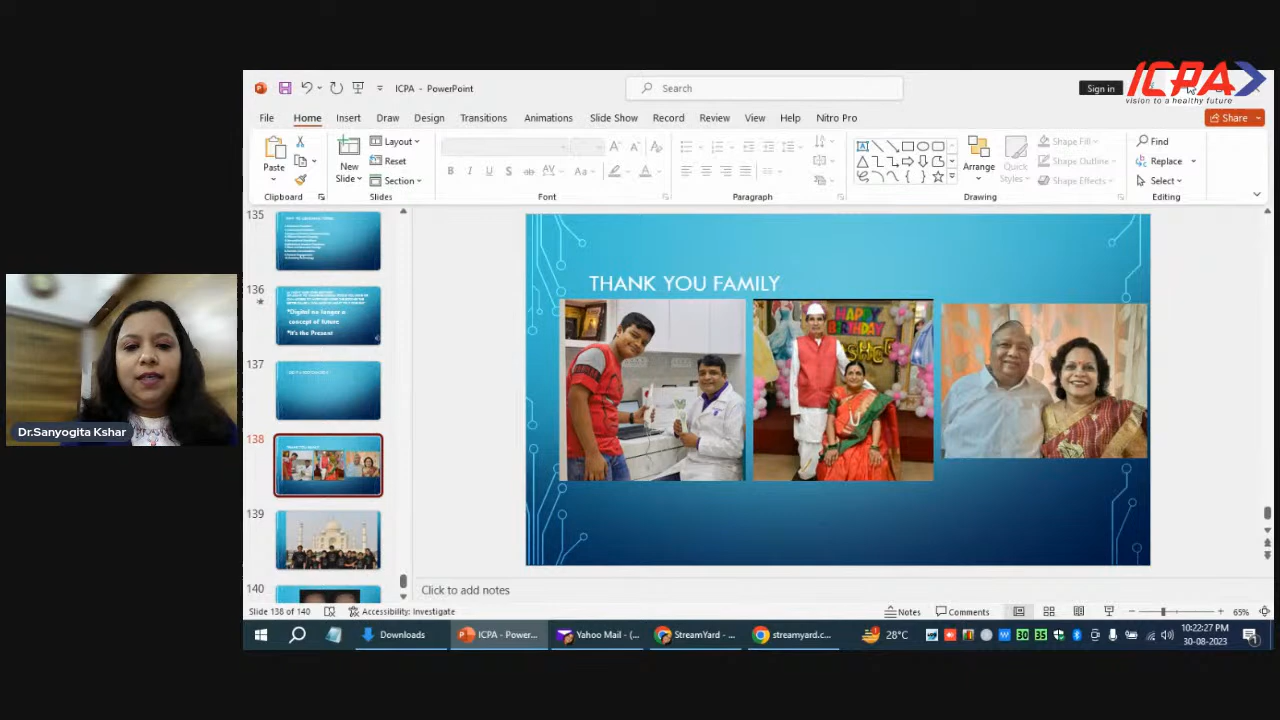 ICPA
vision to a healthy future
ICPA - PowerPoint
Search
Sign in
File Home Insert Draw Design Transitions Animations Slide Show Record Review View Help Nitro Pro
Share
Paste
Clipboard
New
Slide
Layout
Reset
Section
Slides
B I U S ab AV Aa A
Font
Paragraph
Arrange
Quick
Styles
Shape Fill
Shape Outline
Shape Effects
Drawing
Find
Replace
Select
Editing
135
136
*Digital no longer a
concept of future
*It's the Present
137
138
139
140
THANK YOU FAMILY
HAPPY
BIRTHDAY
Dr.Sanyogita Kshar
Click to add notes
Slide 138 of 140
Accessibility: Investigate
Notes
Comments
65%
Downloads
ICPA - Power...
Yahoo Mail - (...
StreamYard - ...
streamyard.c...
28°C
30
35
10:22:27 PM
30-08-2023